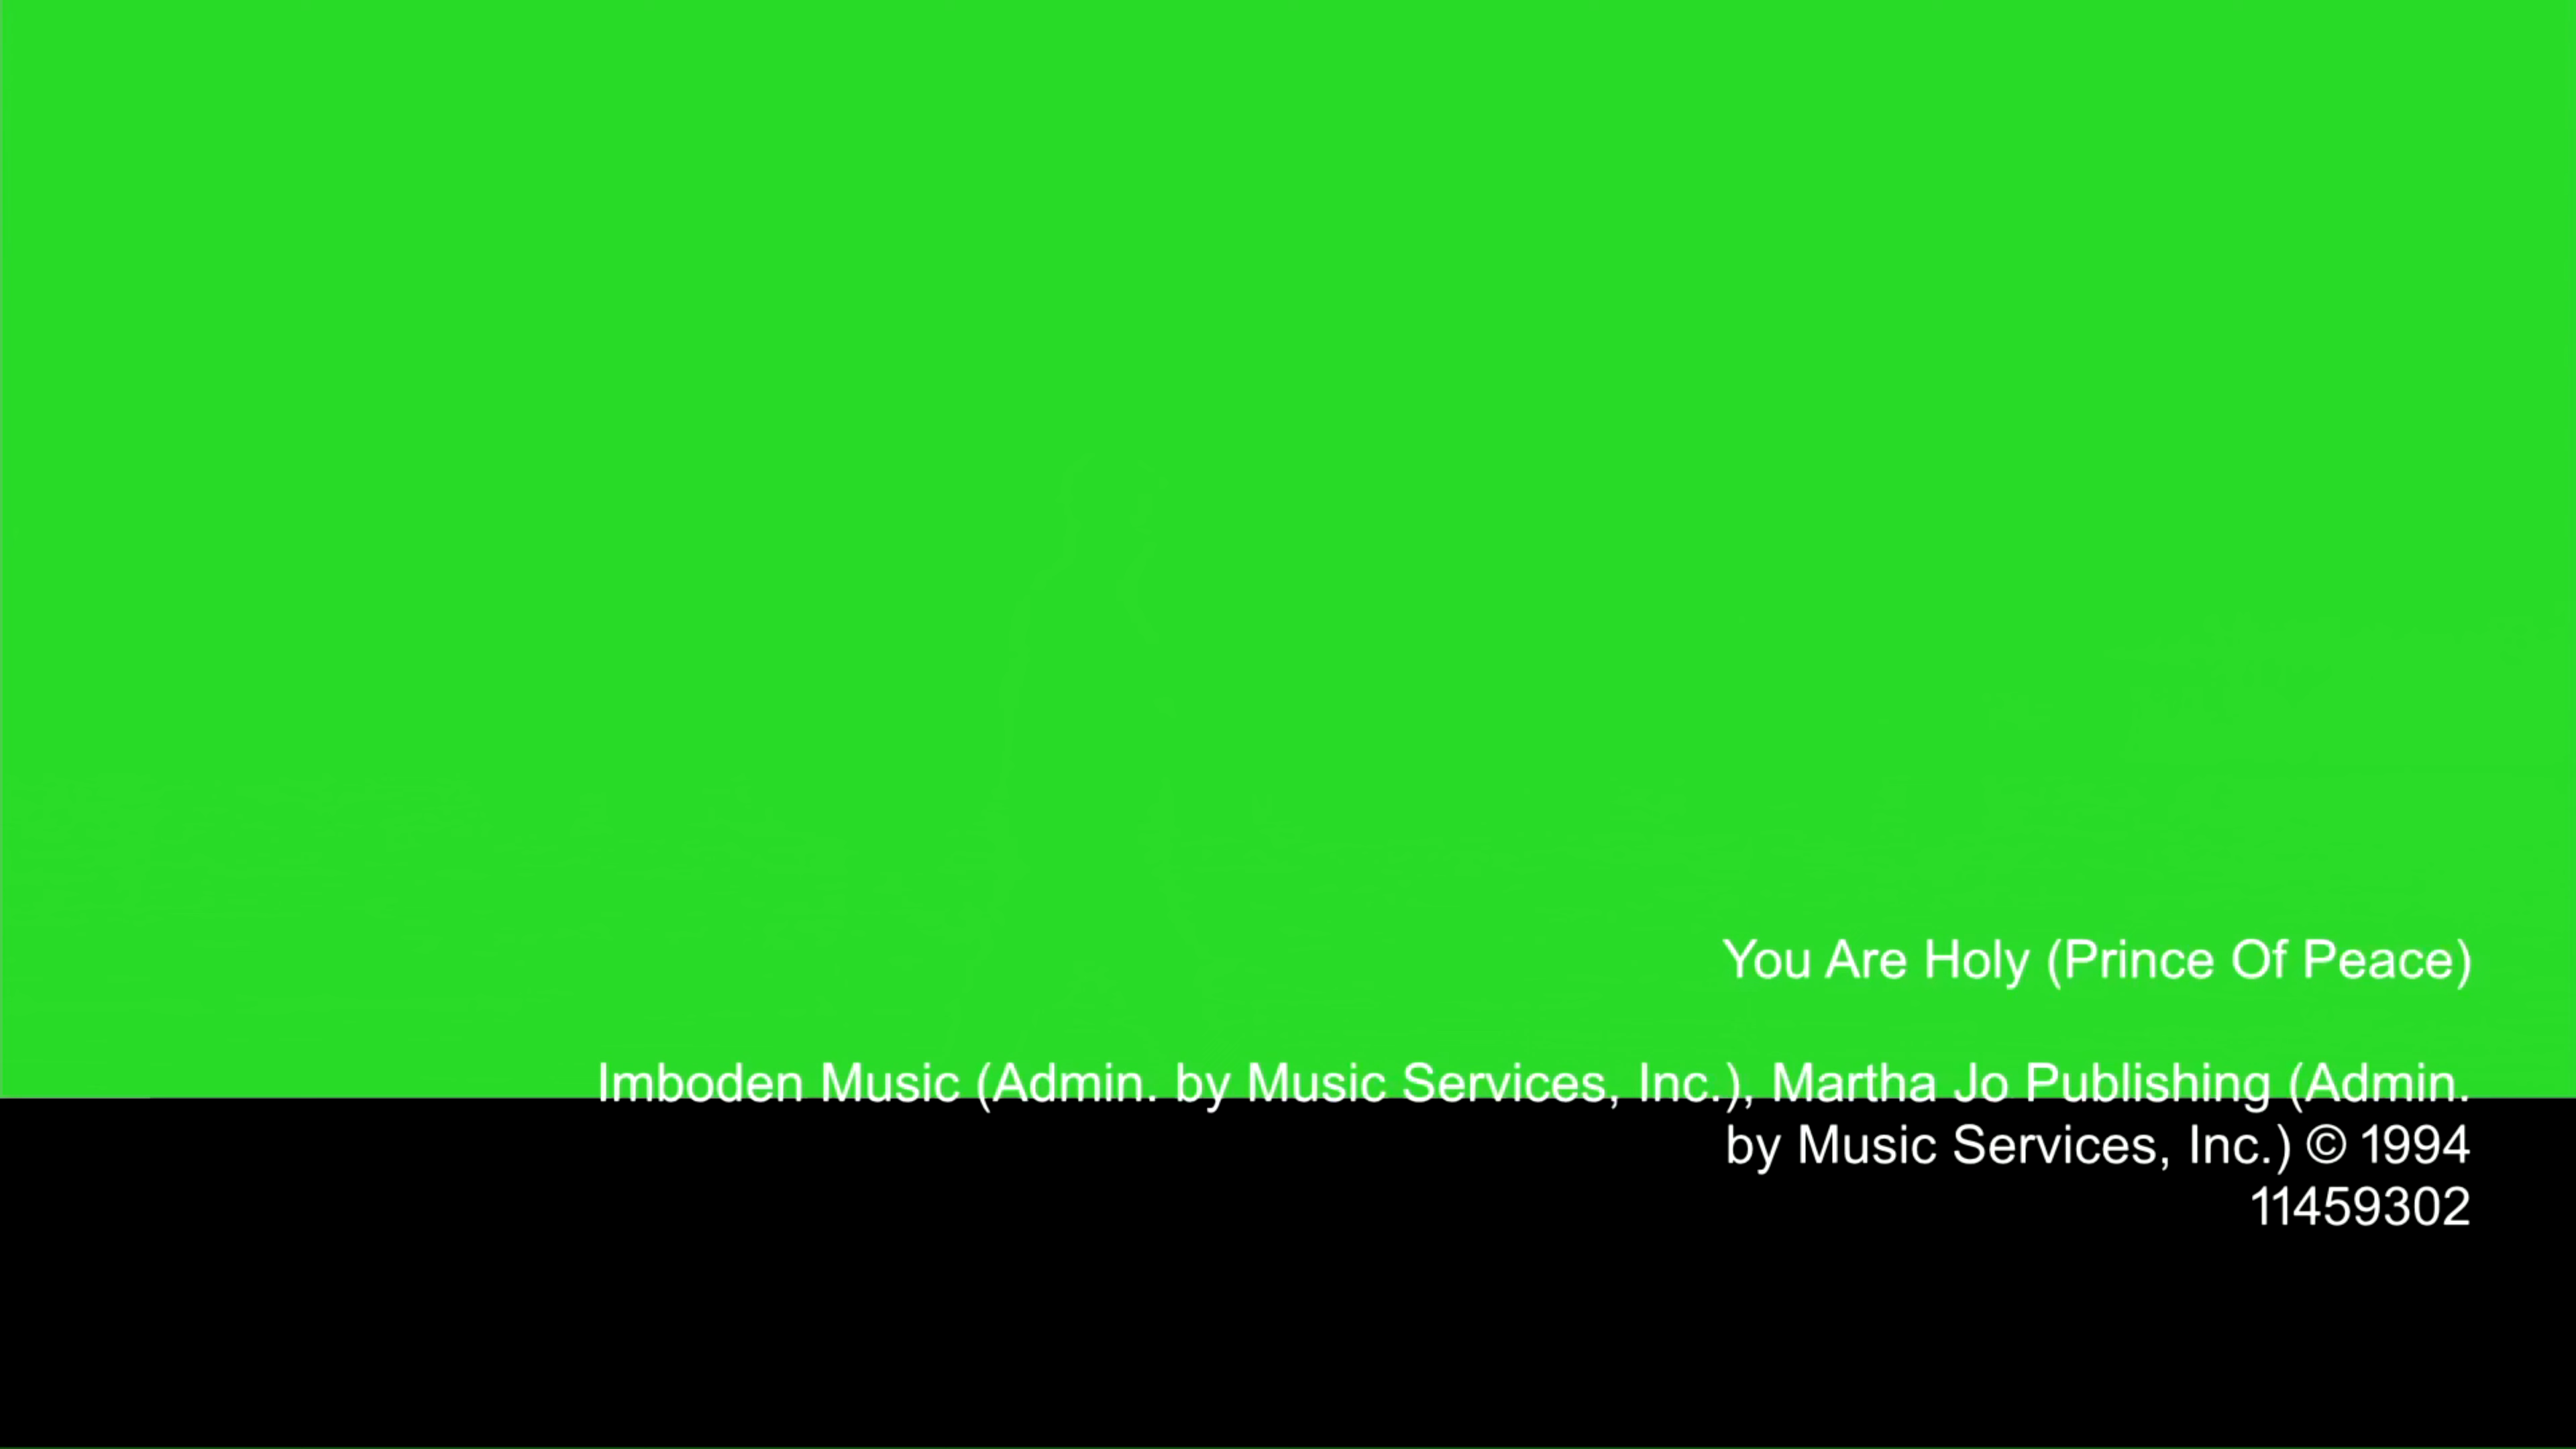 You Are Holy (Prince Of Peace)
Imboden Music (Admin. by Music Services, Inc.), Martha Jo Publishing (Admin.
by Music Services, Inc.) © 1994
11459302